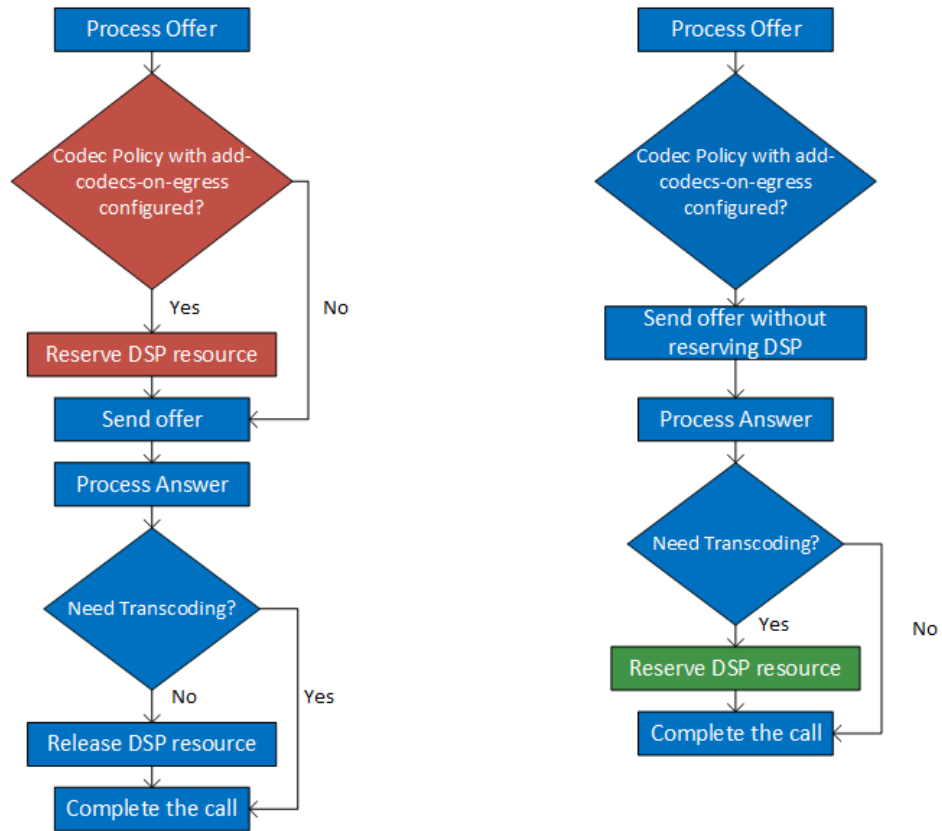 Process Offer
Codec Policy with add-
codecs-on-egress
configured?
Yes
No
Reserve DSP resource
Send offer
Process Answer
Need Transcoding?
No
Yes
Release DSP resource
Complete the call
Process Offer
Codec Policy with add-
codecs-on-egress
configured?
Send offer without
reserving DSP
Process Answer
Need Transcoding?
Yes
No
Reserve DSP resource
Complete the call